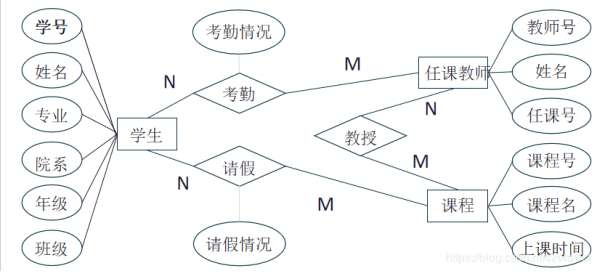 学号
姓名
专业
院系
年级
班级
学生
考勤情况
N
考勤
M
任课教师
教师号
姓名
任课号
N
教授
M
N
请假
M
请假情况
课程
课程号
课程名
上课时间